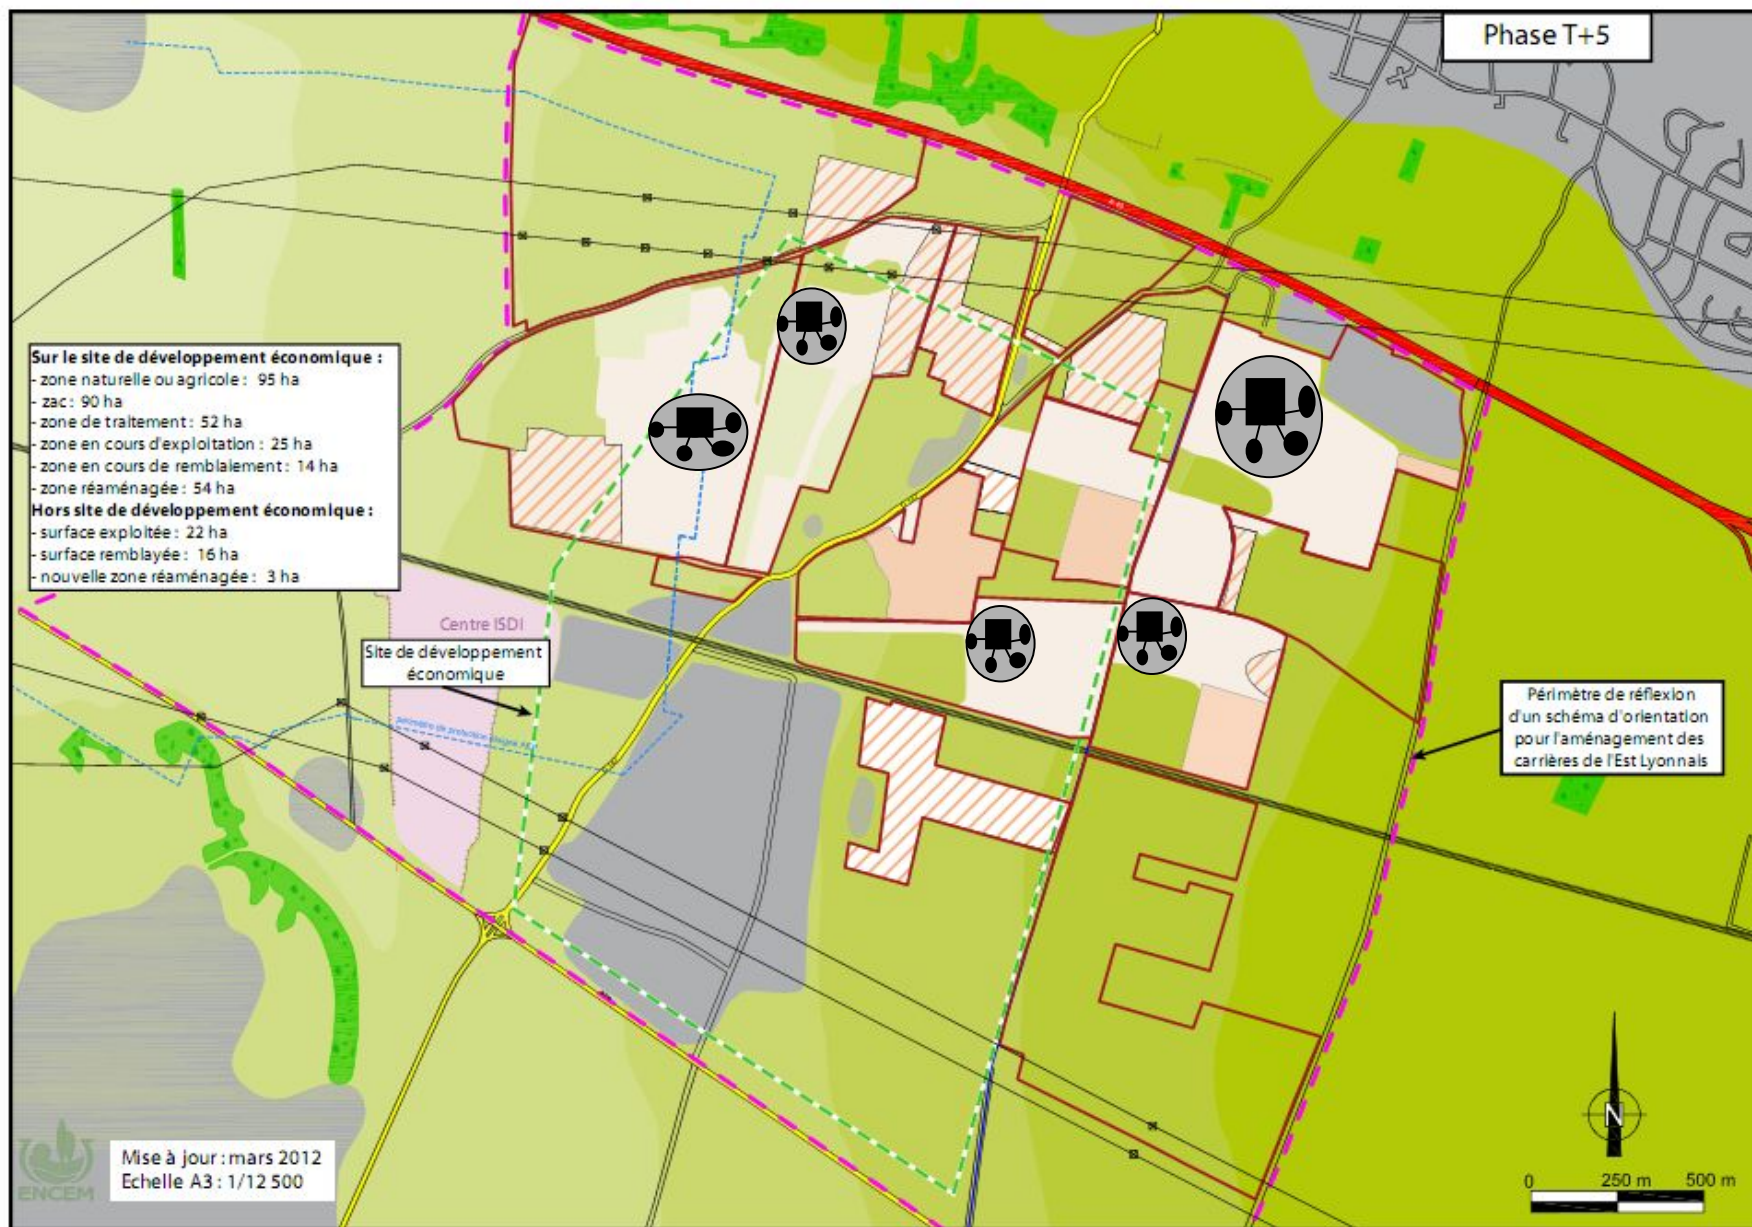 Phase T+5
Sur le site de développement économique :
- zone naturelle ou agricole : 95 ha
- zac : 90 ha
- zone de traitement : 52 ha
- zone en cours d'exploitation : 25 ha
- zone en cours de remblaiement : 14 ha
- zone réaménagée : 54 ha
Hors site de développement économique :
- surface exploitée : 22 ha
- surface remblayée : 16 ha
- nouvelle zone réaménagée : 3 ha
Centre ISDI
Site de développement
économique
Périmètre de réflexion
d'un schéma d'orientation
pour l'aménagement des
carrières de l'Est Lyonnais
Mise à jour : mars 2012
Echelle A3 : 1/12 500
ENCEM
N
0 250 m 500 m